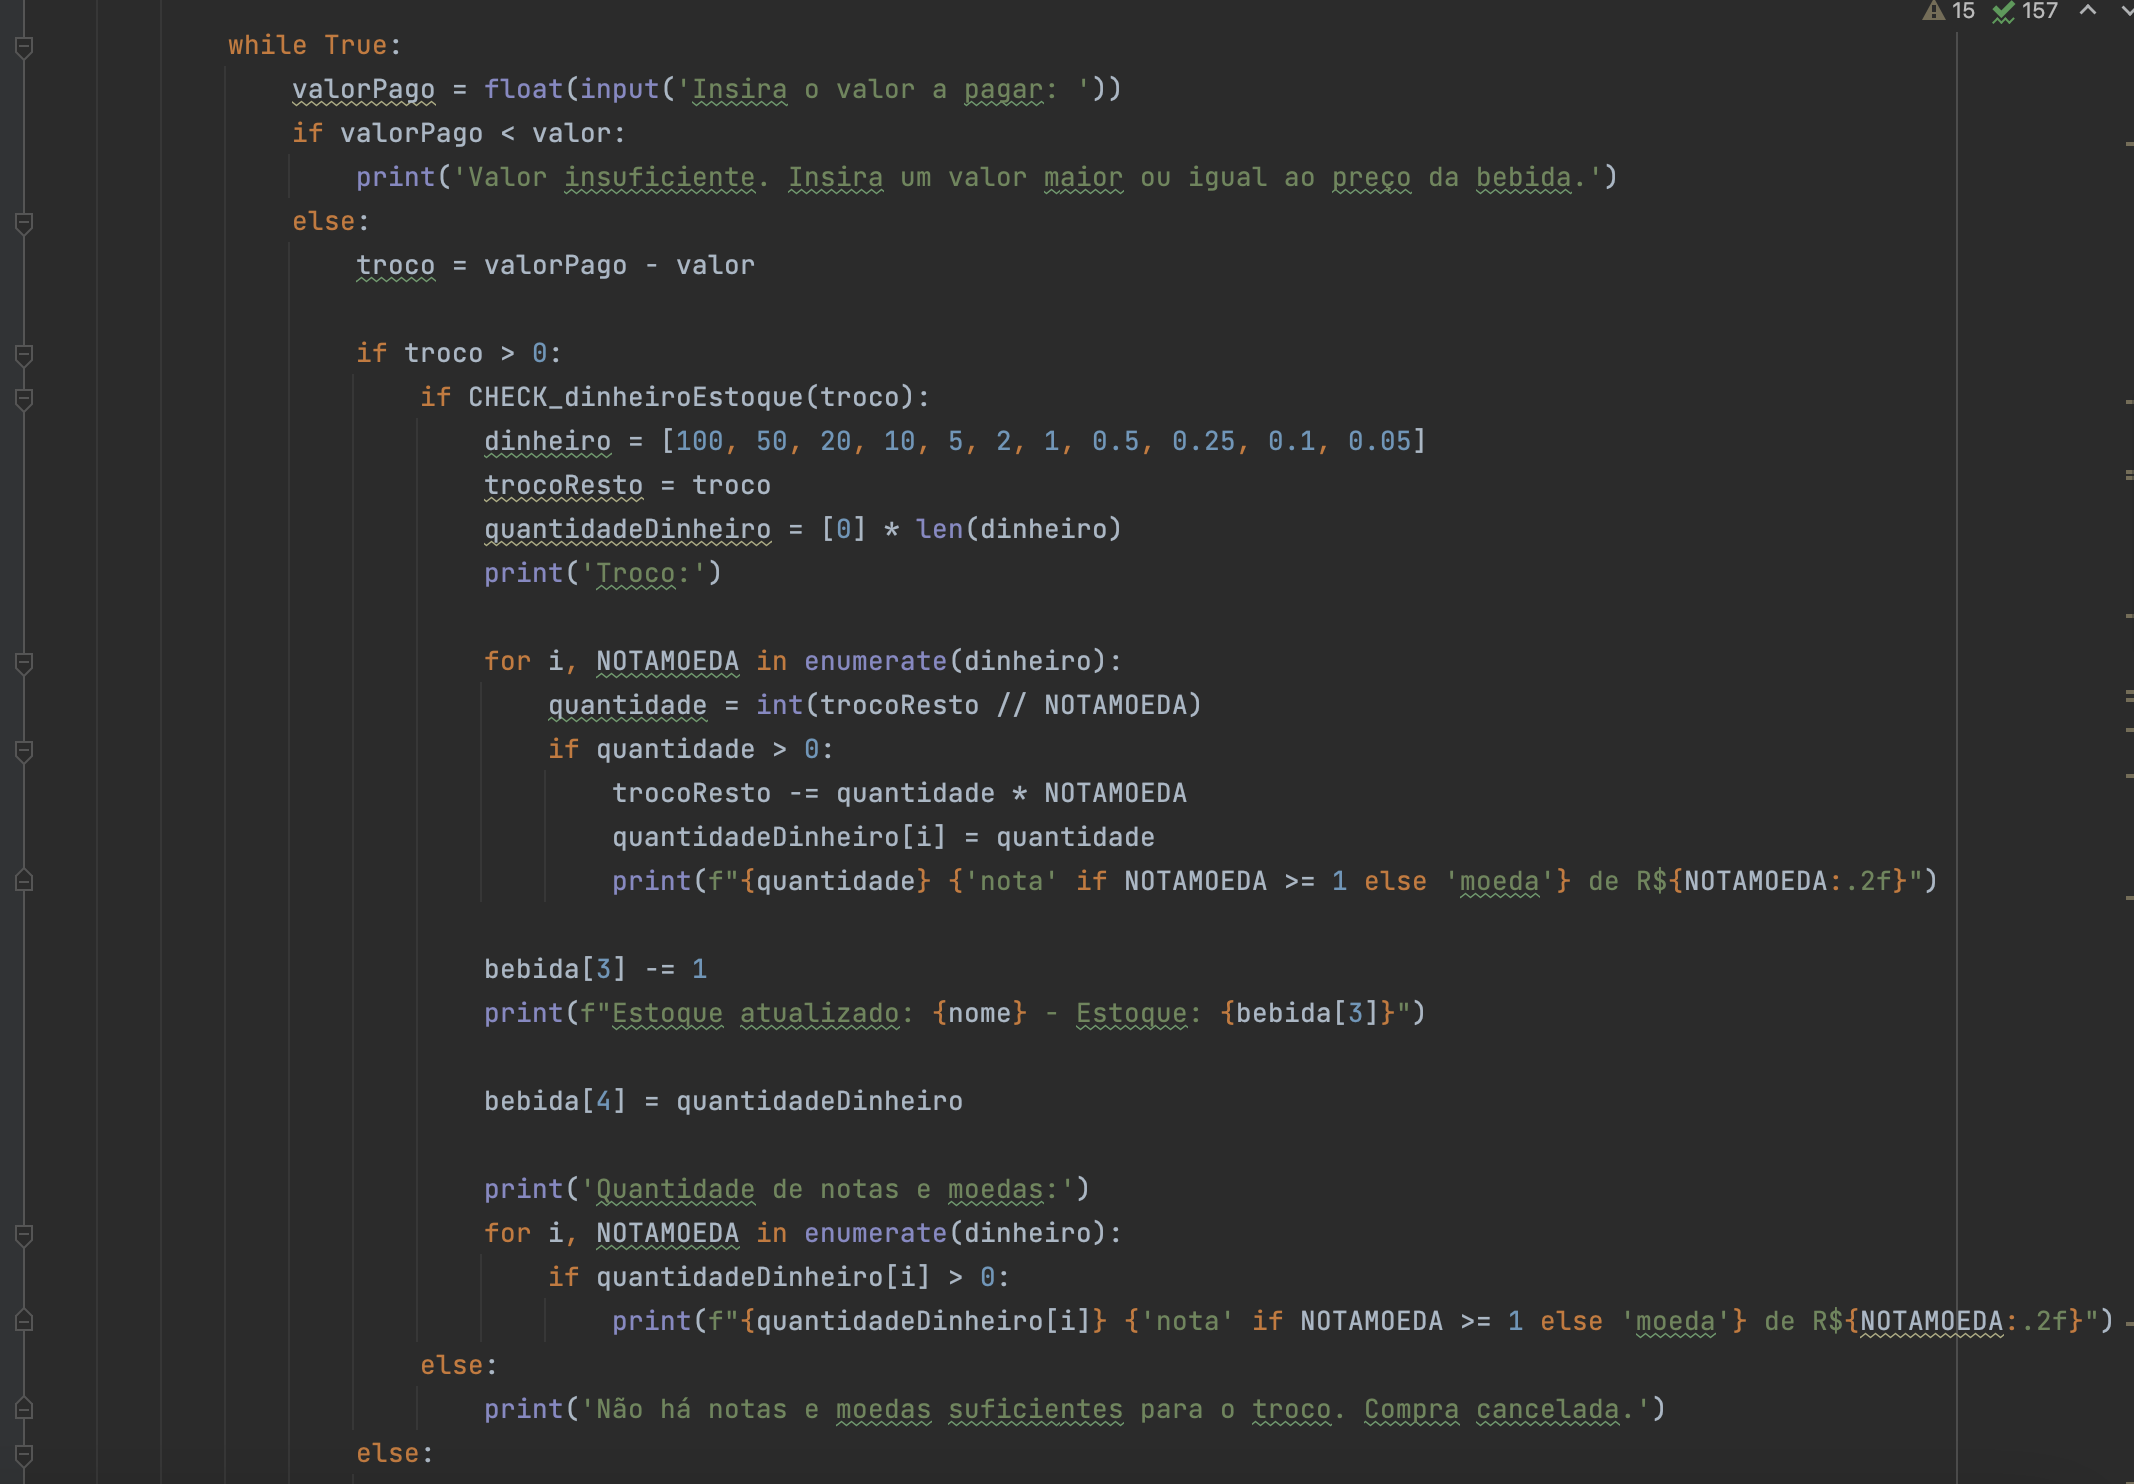 15 157
while True:
valorPago = float(input('Insira o valor a pagar: '))
if valorPago < valor:
print('Valor insuficiente. Insira um valor maior ou igual ao preço da bebida.')
else:
troco = valorPago - valor
if troco > 0:
if CHECK_dinheiroEstoque(troco):
dinheiro = [100, 50, 20, 10, 5, 2, 1, 0.5, 0.25, 0.1, 0.05]
trocoResto = troco
quantidadeDinheiro = [0] * len(dinheiro)
print('Troco:')
for i, NOTAMOEDA in enumerate(dinheiro):
quantidade = int(trocoResto // NOTAMOEDA)
if quantidade > 0:
trocoResto -= quantidade * NOTAMOEDA
quantidadeDinheiro[i] = quantidade
print(f"{quantidade} {'nota' if NOTAMOEDA >= 1 else 'moeda'} de R${NOTAMOEDA:.2f}")
bebida[3] -= 1
print(f"Estoque atualizado: {nome} - Estoque: {bebida[3]}")
bebida[4] = quantidadeDinheiro
print('Quantidade de notas e moedas:')
for i, NOTAMOEDA in enumerate(dinheiro):
if quantidadeDinheiro[i] > 0:
print(f"{quantidadeDinheiro[i]} {'nota' if NOTAMOEDA >= 1 else 'moeda'} de R${NOTAMOEDA:.2f}")
else:
print('Não há notas e moedas suficientes para o troco. Compra cancelada.')
else: